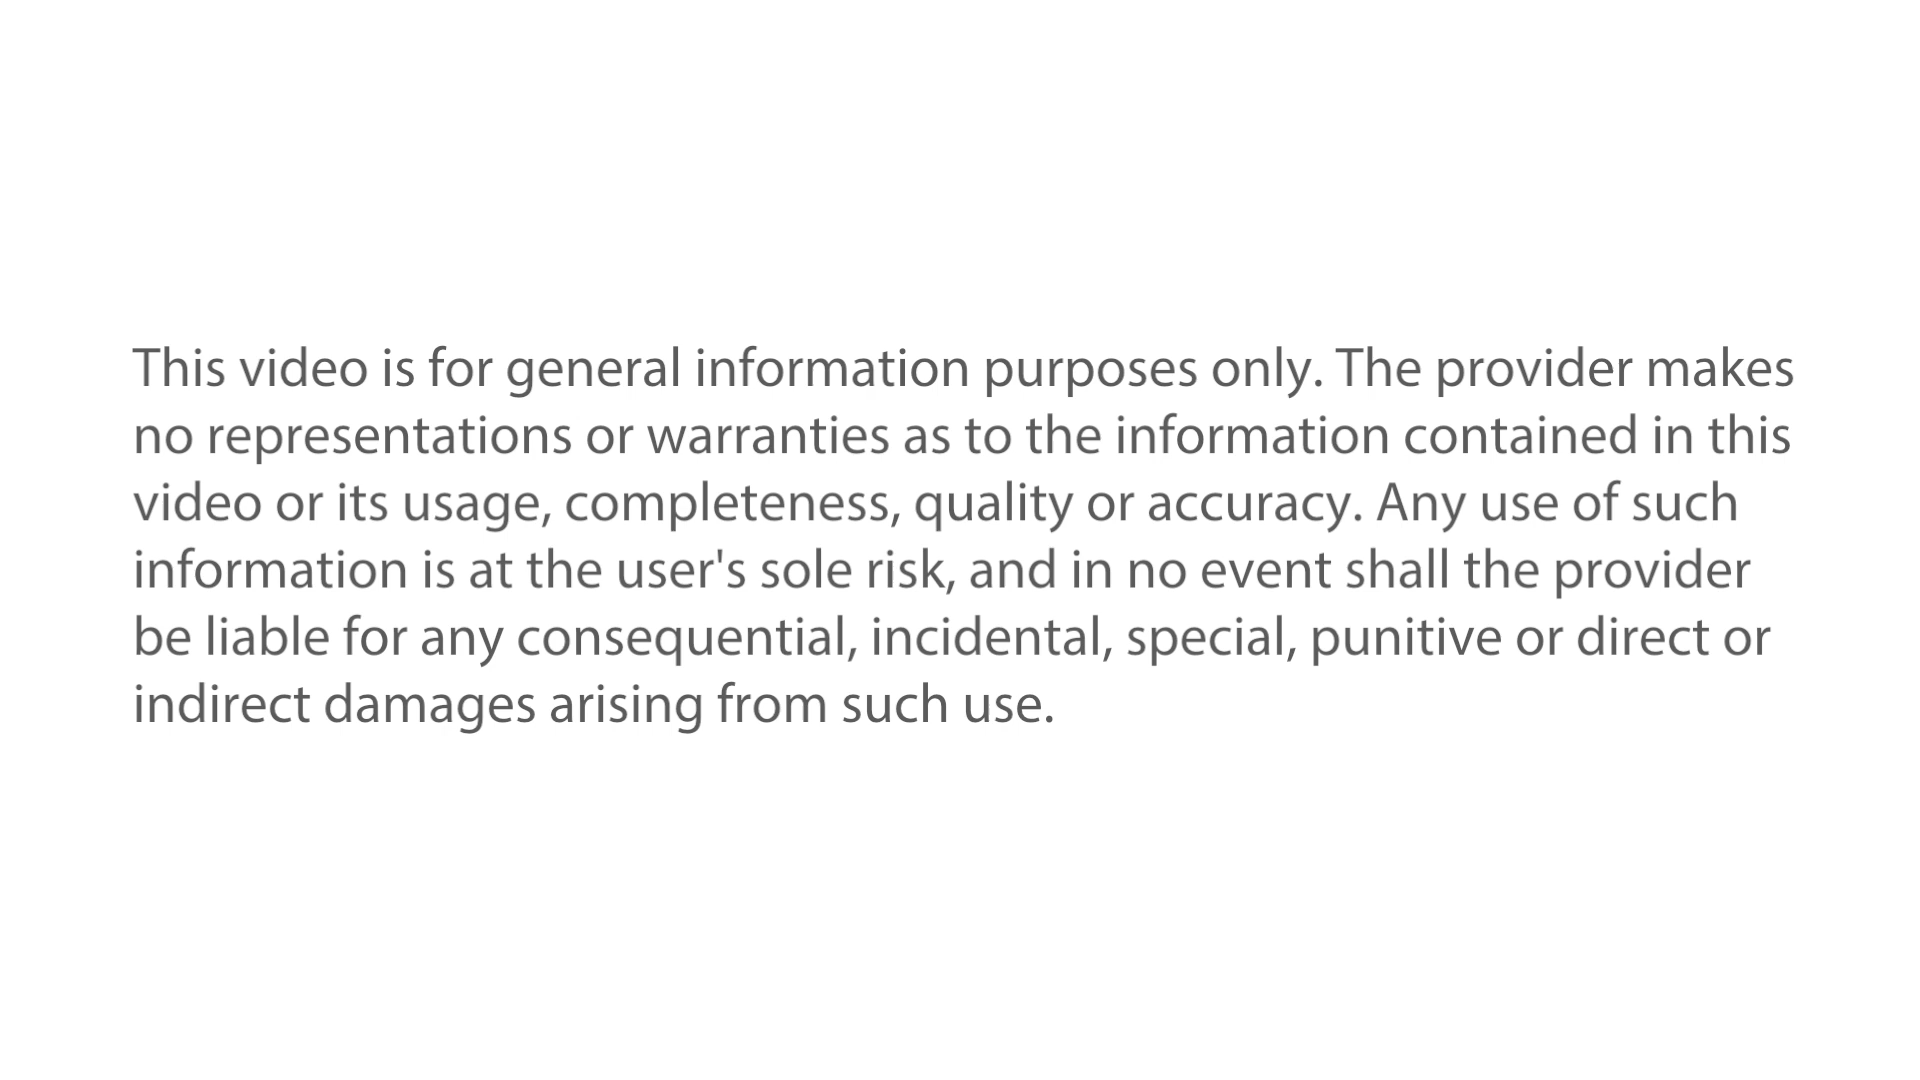 This video is for general information purposes only. The provider makes
no representations or warranties as to the information contained in this
video or its usage, completeness, quality or accuracy. Any use of such
information is at the user's sole risk, and in no event shall the provider
be liable for any consequential, incidental, special, punitive or direct or
indirect damages arising from such use.